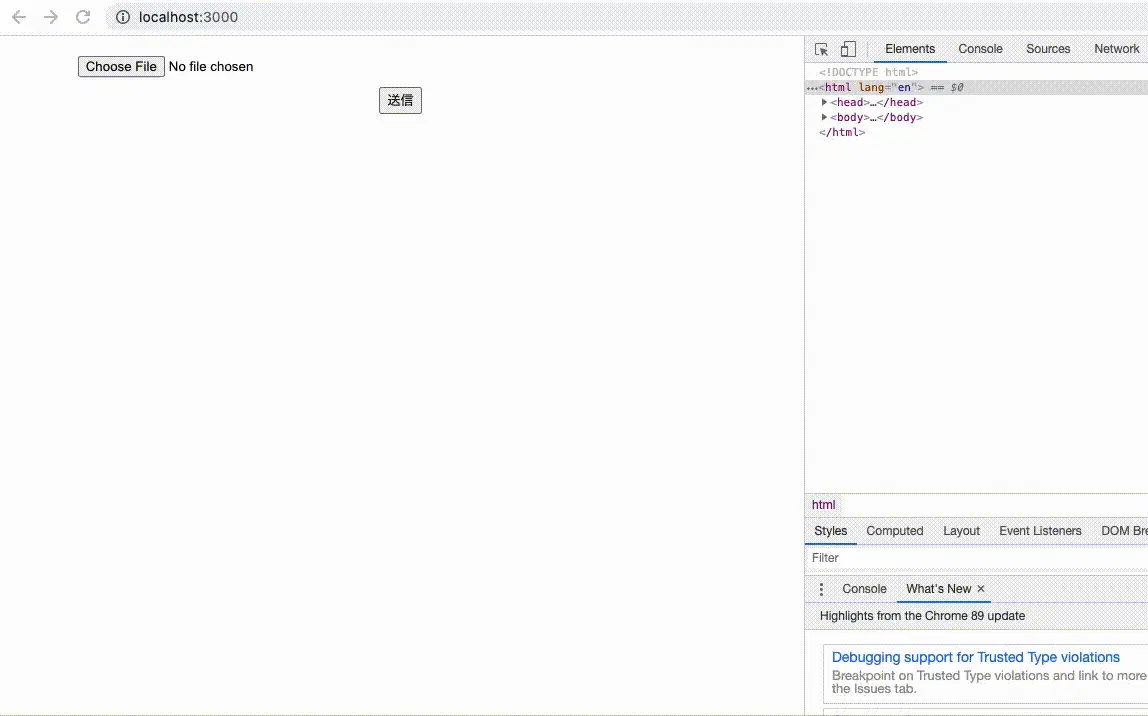 localhost:3000
Choose File No file chosen
送信
Elements Console Sources Network
<!DOCTYPE html>
…<html lang="en"> == $0
<head>…</head>
<body>…</body>
</html>
html
Styles Computed Layout Event Listeners DOM Bre
Filter
Console What's New ×
Highlights from the Chrome 89 update
Debugging support for Trusted Type violations
Breakpoint on Trusted Type violations and link to more
the Issues tab.